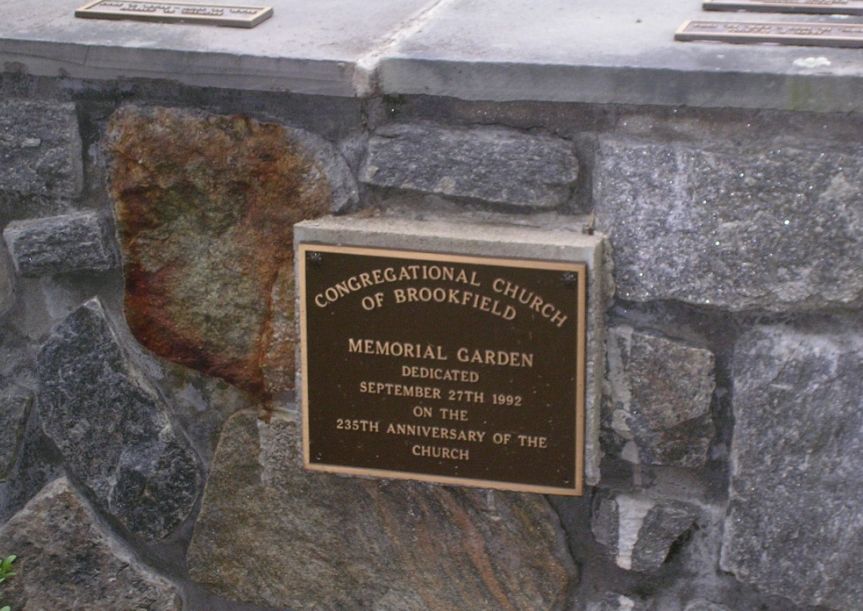 CONGREGATIONAL CHURCH
OF BROOKFIELD
MEMORIAL GARDEN
DEDICATED
SEPTEMBER 27TH 1992
ON THE
235TH ANNIVERSARY OF THE
CHURCH